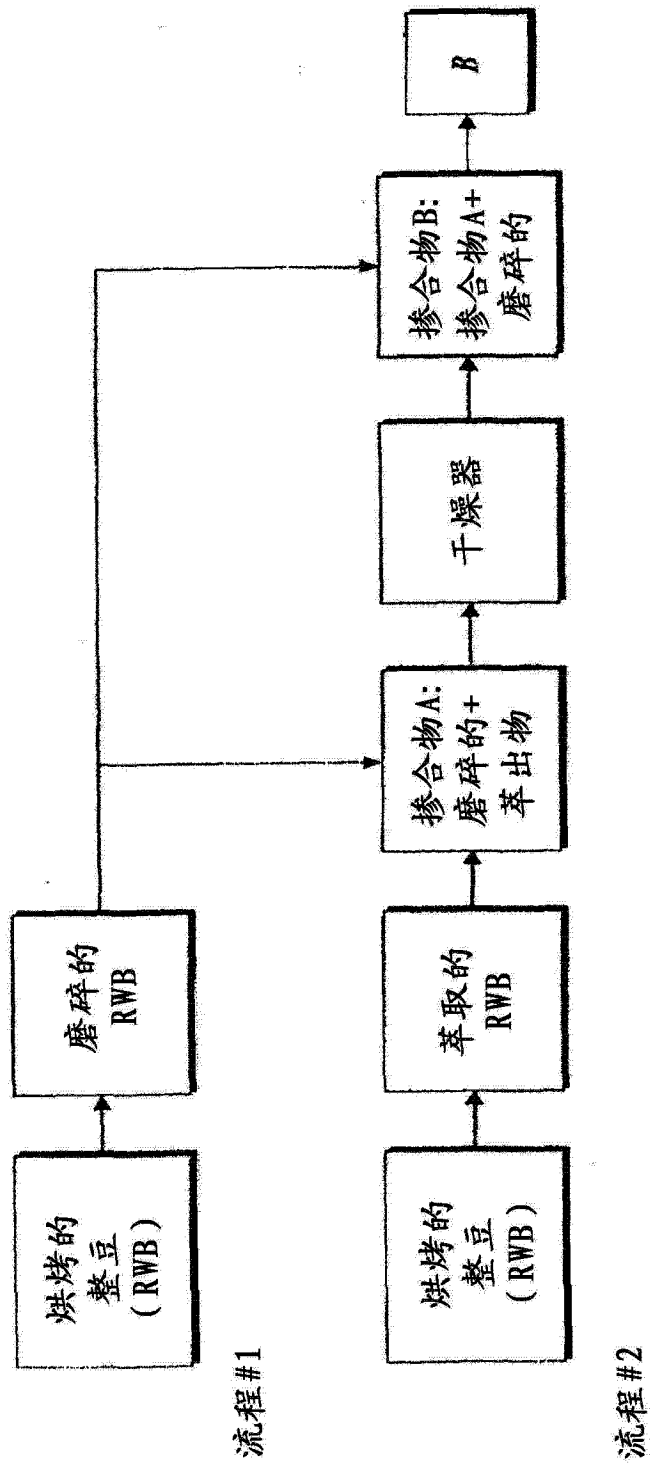 烘烤的
整豆
(RWB)
磨碎的
RWB
流程#1
烘烤的
整豆
(RWB)
萃取的
RWB
掺合物A:
磨碎的+
萃出物
干燥器
掺合物B:
掺合物A+
磨碎的
B
流程#2